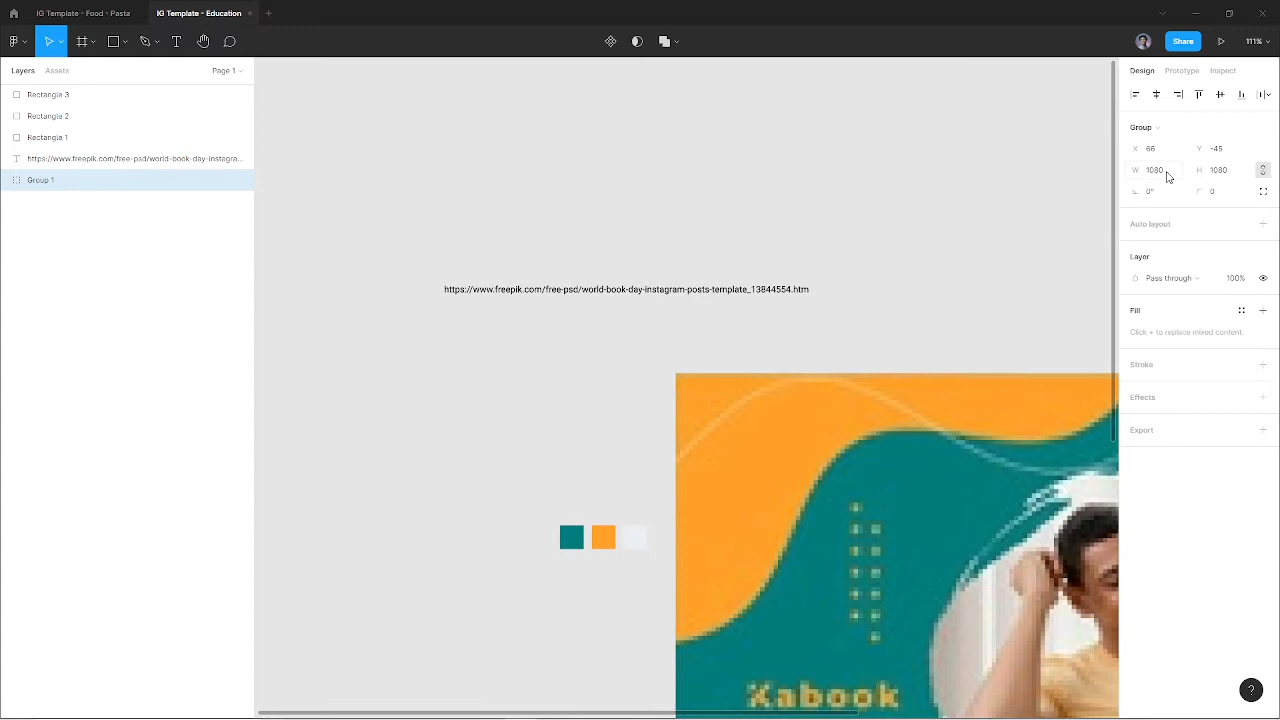 IG Template - Food - Pasta
IG Template - Education
Share
111%
Layers
Assets
Page 1
Rectangle 3
Rectangle 2
Rectangle 1
https://www.freepik.com/free-psd/world-book-day-instagra...
Group 1
https://www.freepik.com/free-psd/world-book-day-instagram-posts-template_13844554.htm
Xabook
Design
Prototype
Inspect
Group
X 66 Y -45
W 1080 H 1080
0° 0
Auto layout
Layer
Pass through 100%
Fill
Click + to replace mixed content.
Stroke
Effects
Export
?